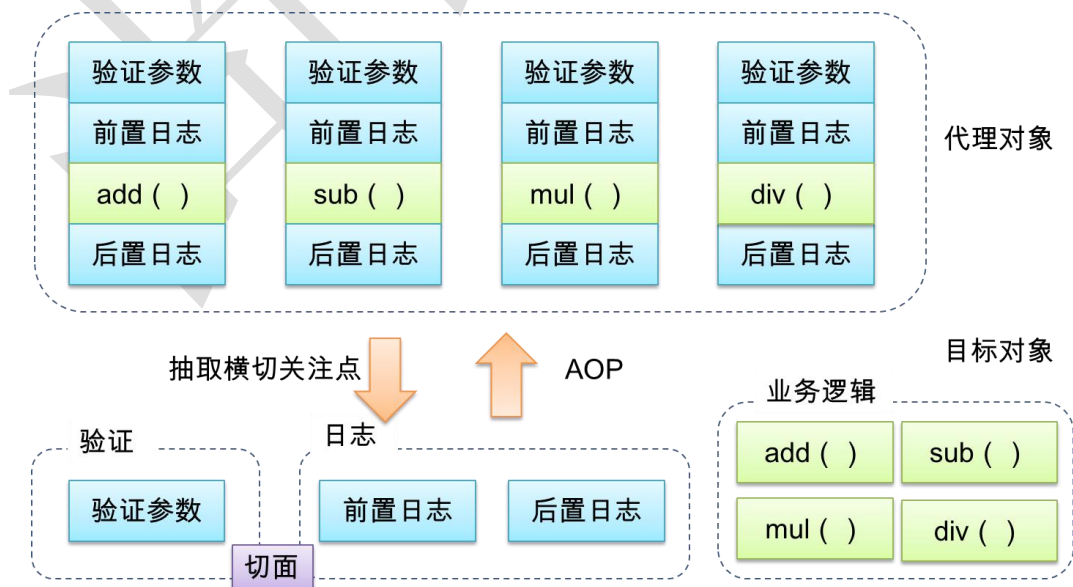 验证参数 验证参数 验证参数 验证参数
前置日志 前置日志 前置日志 前置日志
代理对象
add ( ) sub ( ) mul ( ) div ( )
后置日志 后置日志 后置日志 后置日志
抽取横切关注点
AOP
目标对象
业务逻辑
验证
日志
add ( ) sub ( )
验证参数 前置日志 后置日志
mul ( ) div ( )
切面